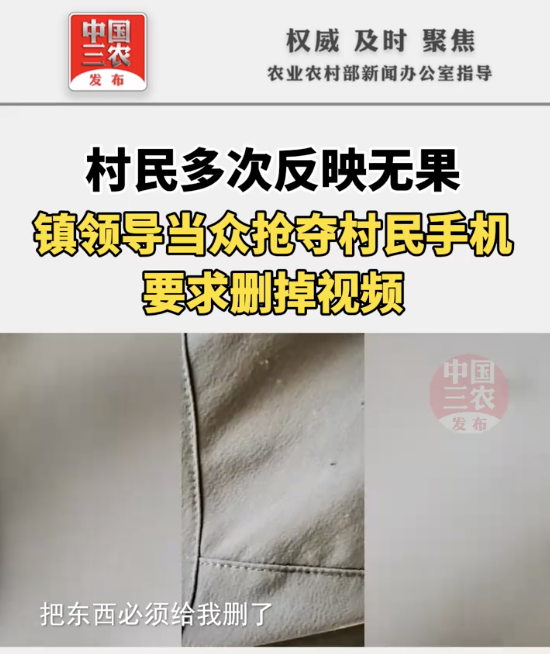 中国
三农
发布
权威 及时 聚焦
农业农村部新闻办公室指导
村民多次反映无果
镇领导当众抢夺村民手机
要求删掉视频
中国
三农
发布
把东西必须给我删了